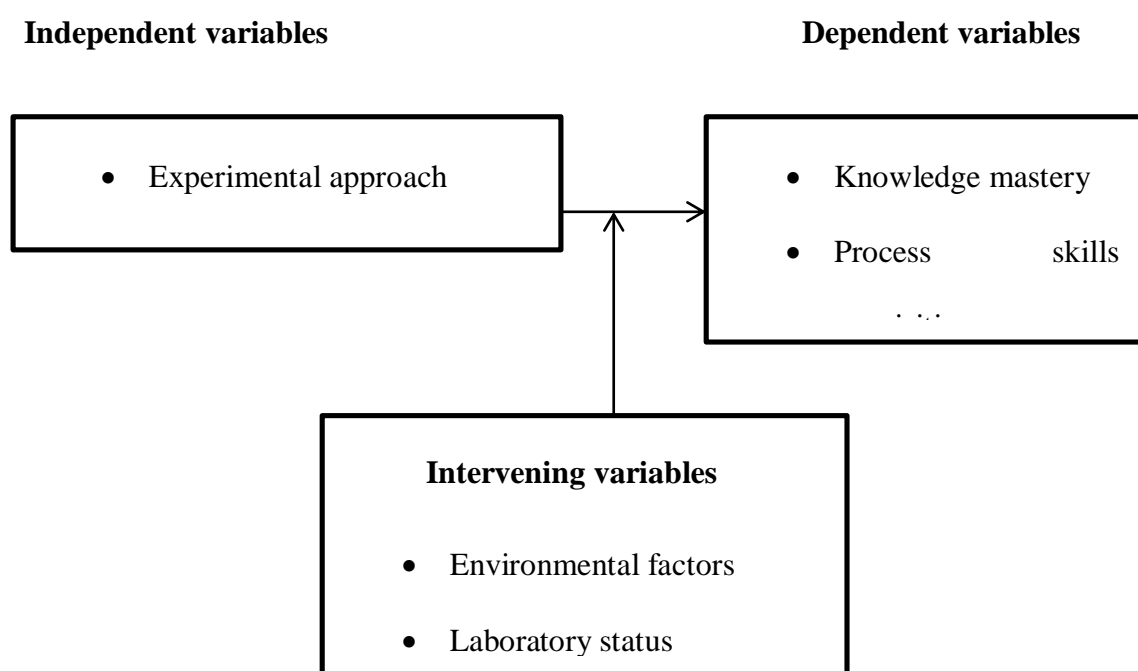 Independent variables
Dependent variables
Experimental approach
Knowledge mastery
Process skills
Intervening variables
Environmental factors
Laboratory status